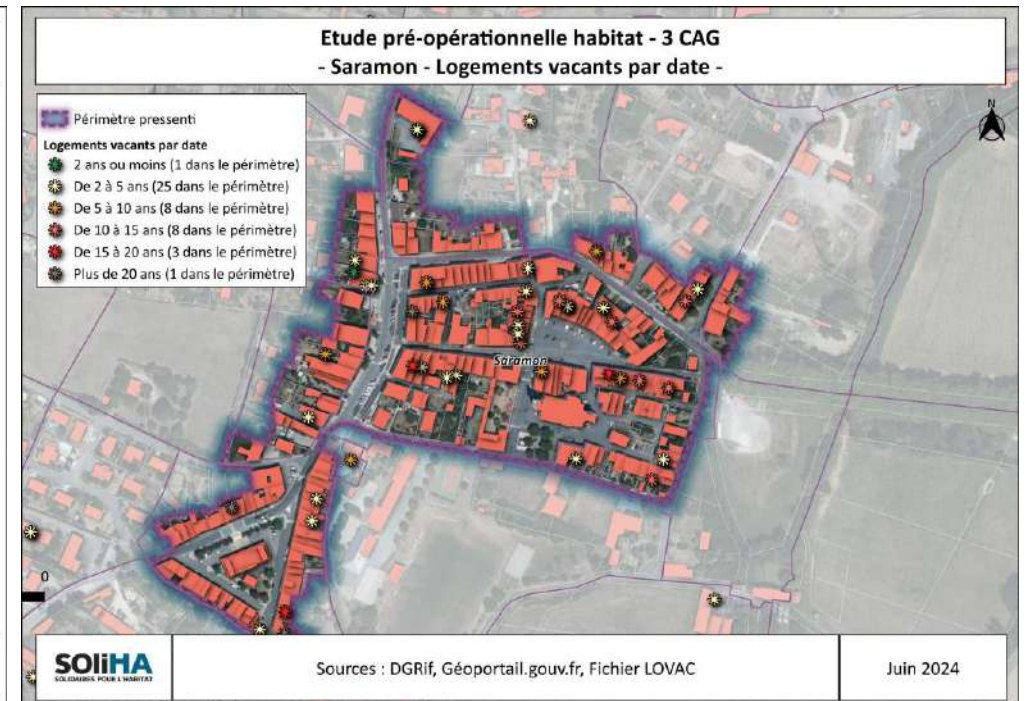 Etude pré-opérationnelle habitat - 3 CAG
- Saramon - Logements vacants par date -
N
Périmètre pressenti
Logements vacants par date
2 ans ou moins (1 dans le périmètre)
De 2 à 5 ans (25 dans le périmètre)
De 5 à 10 ans (8 dans le périmètre)
De 10 à 15 ans (8 dans le périmètre)
De 15 à 20 ans (3 dans le périmètre)
Plus de 20 ans (1 dans le périmètre)
Saramon
0
SOLiHA
SOLIDAIRES POUR L'HABITAT
Sources : DGRif, Géoportail.gouv.fr, Fichier LOVAC
Juin 2024